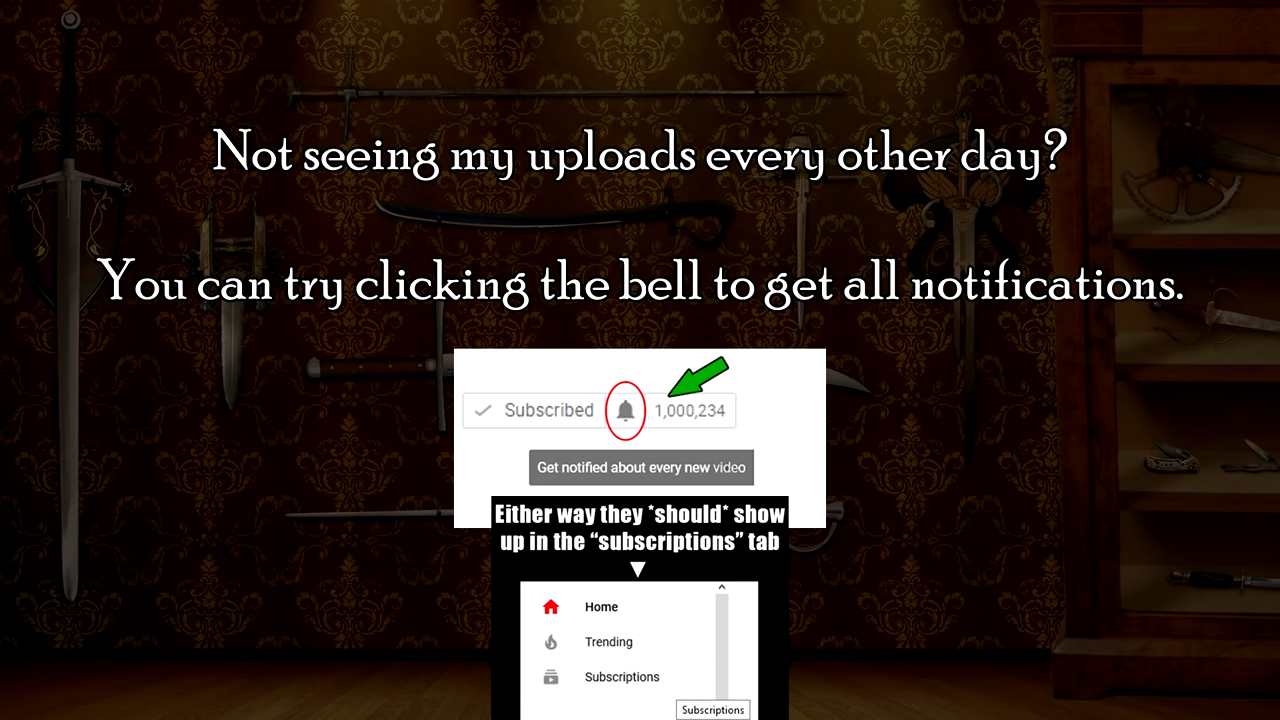 Not seeing my uploads every other day?
You can try clicking the bell to get all notifications.
Subscribed 1,000,234
Get notified about every new video
Either way they *should* show
up in the “subscriptions” tab
Home
Trending
Subscriptions
Subscriptions